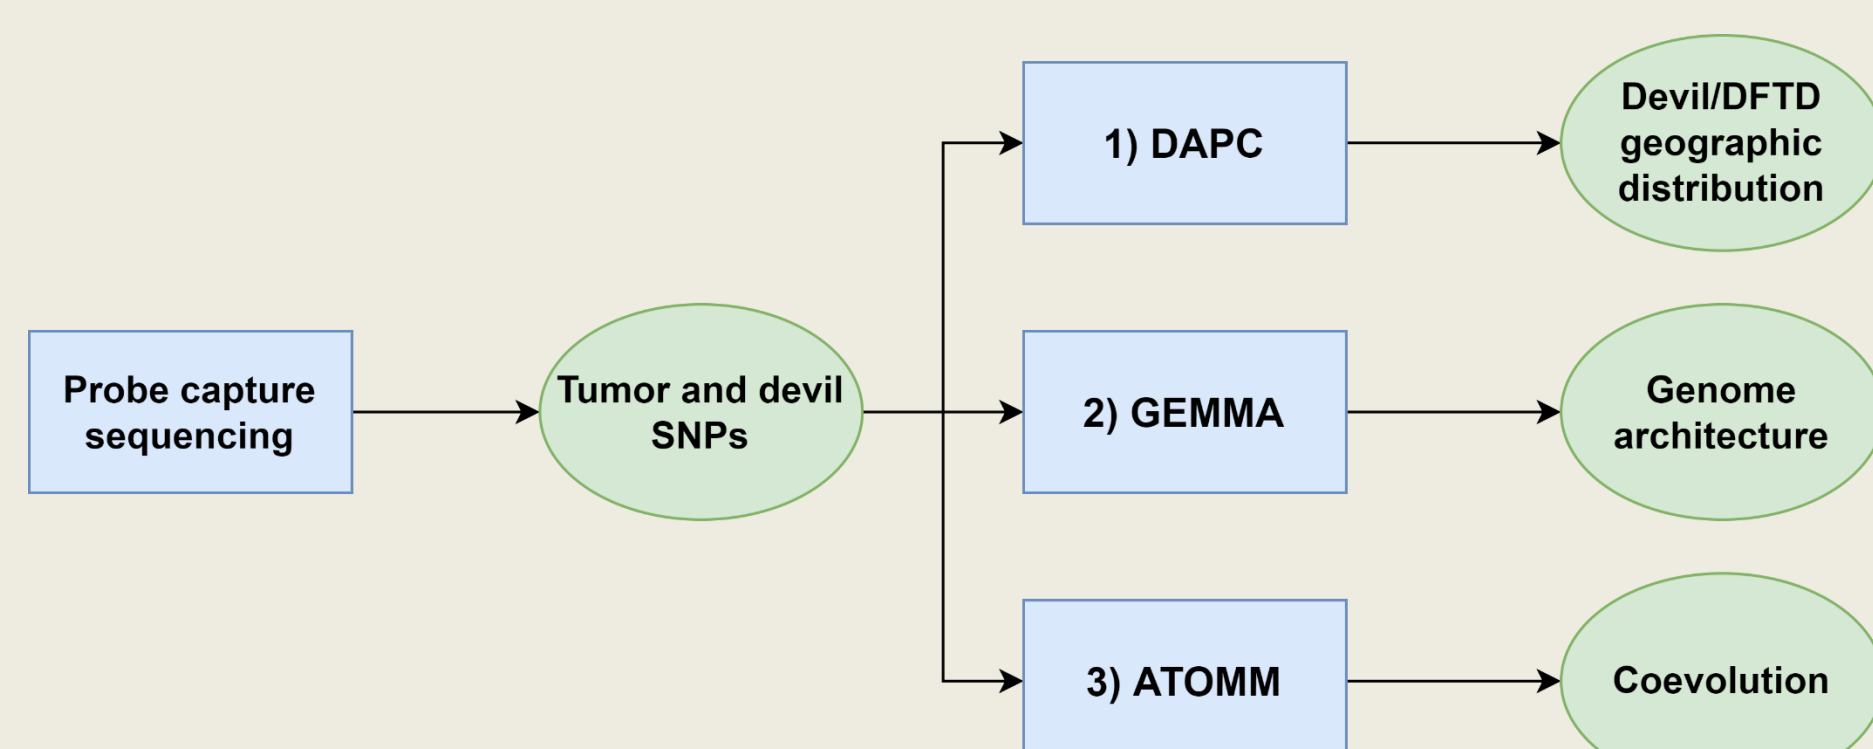 Probe capture
sequencing
Tumor and devil
SNPs
1) DAPC
Devil/DFTD
geographic
distribution
2) GEMMA
Genome
architecture
3) ATOMM
Coevolution